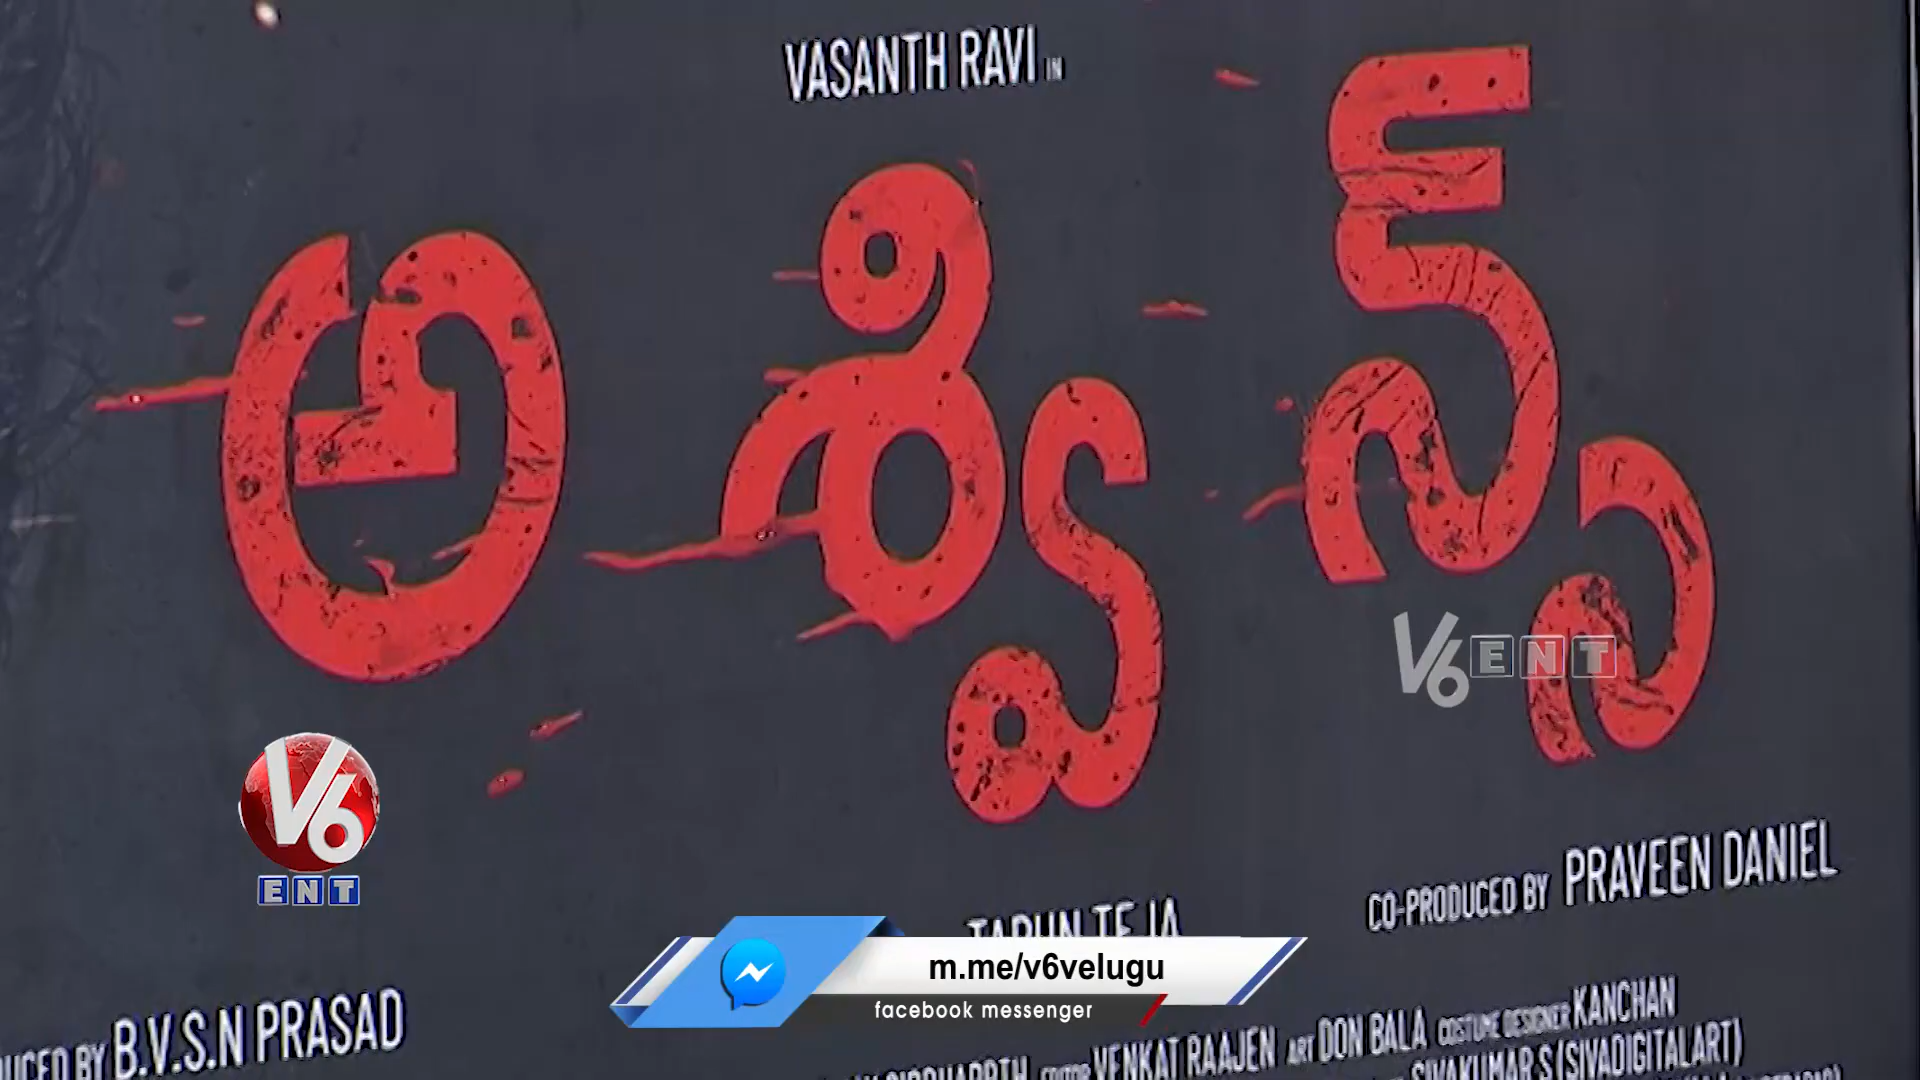 VASANTH RAVI IN
అశ్విన్స్
V6 ENT
V6
ENT
CO-PRODUCED BY PRAVEEN DANIEL
TARUN TEJA
m.me/v6velugu
facebook messenger
B.V.S.N PRASAD
EDITOR VENKAT RAAJEN ART DON BALA COSTUME DESIGNER KANCHAN
SIVAKUMAR S (SIVADIGITALART)